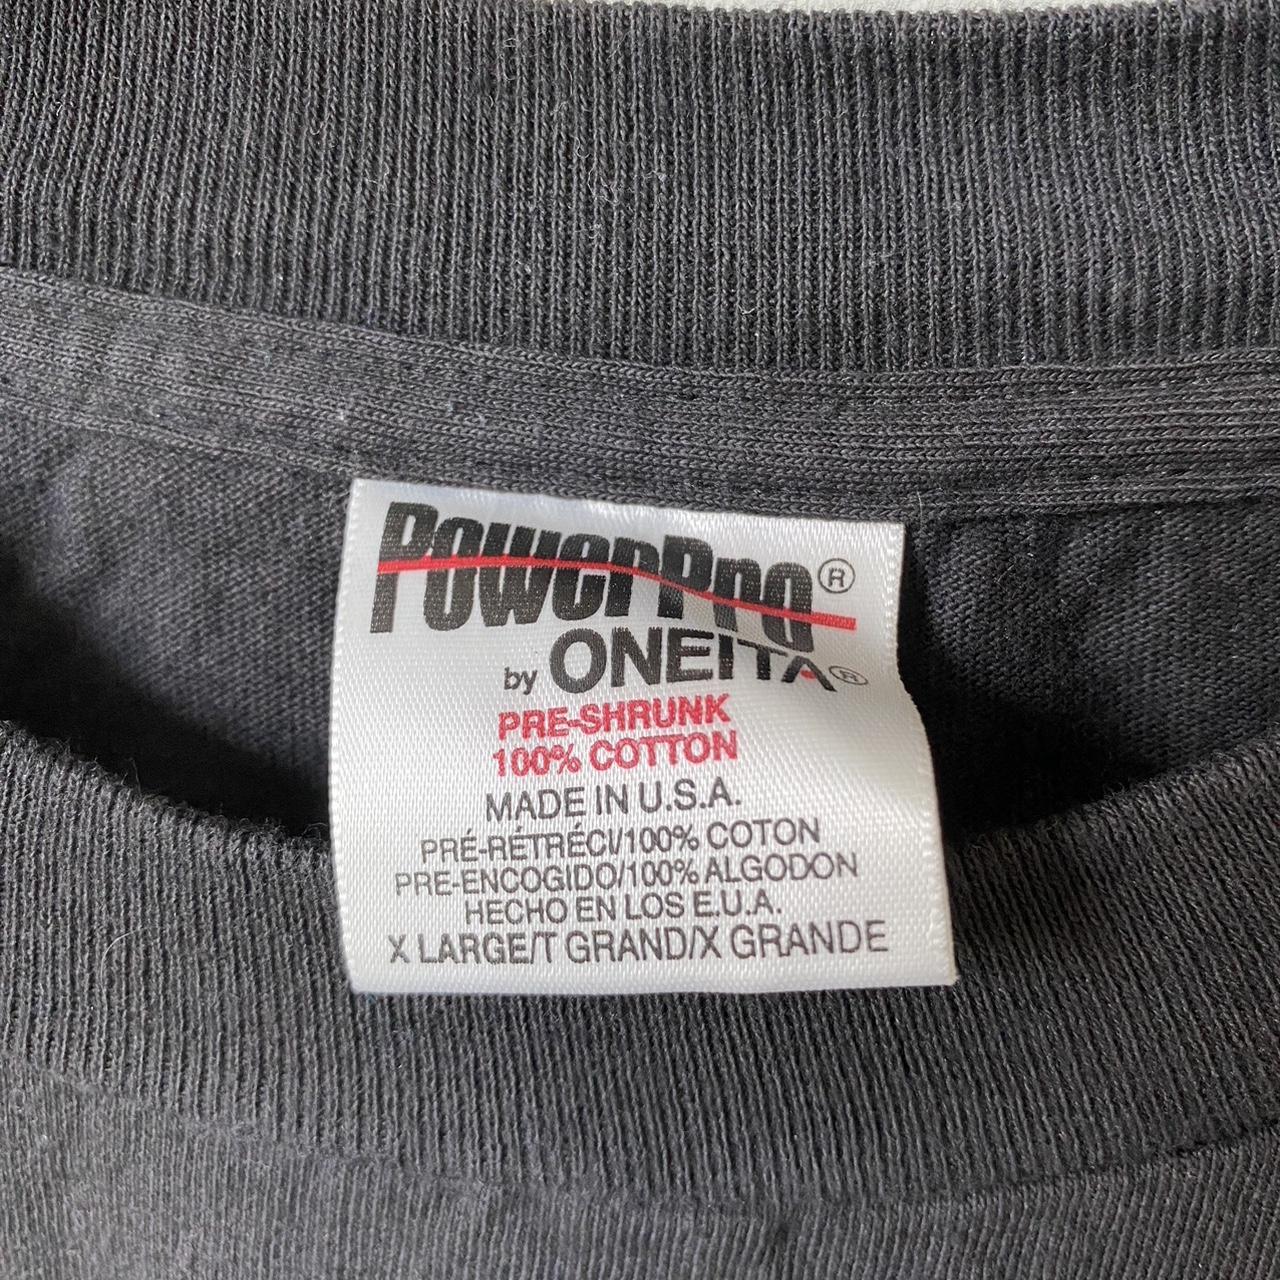 PowerPro®
by ONEITA®
PRE-SHRUNK
100% COTTON
MADE IN U.S.A.
PRÉ-RÉTRÉCI/100% COTON
PRE-ENCOGIDO/100% ALGODON
HECHO EN LOS E.U.A.
X LARGE/T GRAND/X GRANDE